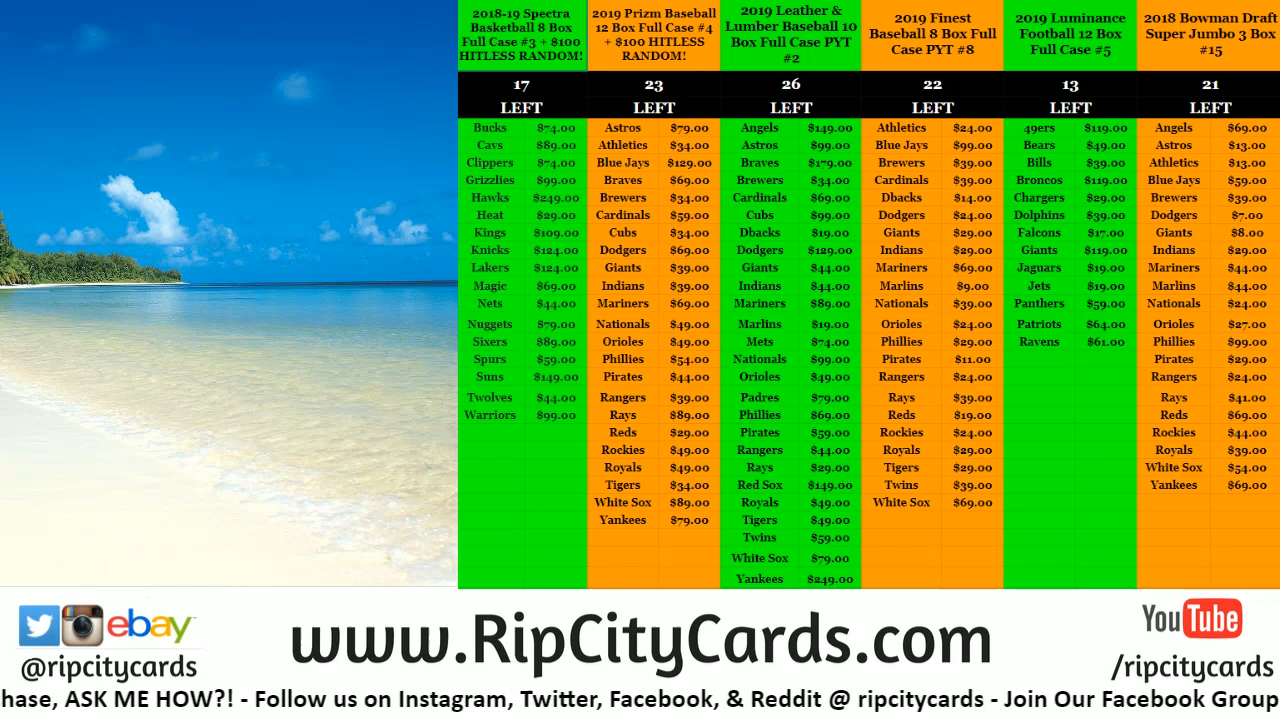 2018-19 Spectra
Basketball 8 Box
Full Case #3 + $100
HITLESS RANDOM!
17
LEFT
Bucks $74.00
Cavs $89.00
Clippers $74.00
Grizzlies $99.00
Hawks $249.00
Heat $29.00
Kings $109.00
Knicks $124.00
Lakers $124.00
Magic $69.00
Nets $44.00
Nuggets $79.00
Sixers $89.00
Spurs $59.00
Suns $149.00
Twolves $44.00
Warriors $99.00
2019 Prizm Baseball
12 Box Full Case #4
+ $100 HITLESS
RANDOM!
23
LEFT
Astros $79.00
Athletics $34.00
Blue Jays $129.00
Braves $69.00
Brewers $34.00
Cardinals $59.00
Cubs $34.00
Dodgers $69.00
Giants $39.00
Indians $39.00
Mariners $69.00
Nationals $49.00
Orioles $49.00
Phillies $54.00
Pirates $44.00
Rangers $39.00
Rays $89.00
Reds $29.00
Rockies $49.00
Royals $49.00
Tigers $34.00
White Sox $89.00
Yankees $79.00
2019 Leather &
Lumber Baseball 10
Box Full Case PYT
#2
26
LEFT
Angels $149.00
Astros $99.00
Braves $179.00
Brewers $34.00
Cardinals $69.00
Cubs $99.00
Dbacks $19.00
Dodgers $129.00
Giants $44.00
Indians $44.00
Mariners $89.00
Marlins $19.00
Mets $74.00
Nationals $99.00
Orioles $49.00
Padres $79.00
Phillies $69.00
Pirates $59.00
Rangers $44.00
Rays $29.00
Red Sox $149.00
Royals $49.00
Tigers $49.00
Twins $59.00
White Sox $79.00
Yankees $249.00
2019 Finest
Baseball 8 Box Full
Case PYT #8
22
LEFT
Athletics $24.00
Blue Jays $99.00
Brewers $39.00
Cardinals $39.00
Dbacks $14.00
Dodgers $24.00
Giants $29.00
Indians $29.00
Mariners $69.00
Marlins $9.00
Nationals $39.00
Orioles $24.00
Phillies $29.00
Pirates $11.00
Rangers $24.00
Rays $39.00
Reds $19.00
Rockies $24.00
Royals $29.00
Tigers $29.00
Twins $39.00
White Sox $69.00
2019 Luminance
Football 12 Box
Full Case #5
13
LEFT
49ers $119.00
Bears $49.00
Bills $39.00
Broncos $119.00
Chargers $29.00
Dolphins $39.00
Falcons $17.00
Giants $119.00
Jaguars $19.00
Jets $19.00
Panthers $59.00
Patriots $64.00
Ravens $61.00
2018 Bowman Draft
Super Jumbo 3 Box
#15
21
LEFT
Angels $69.00
Astros $13.00
Athletics $13.00
Blue Jays $59.00
Brewers $39.00
Dodgers $7.00
Giants $8.00
Indians $29.00
Mariners $44.00
Marlins $44.00
Nationals $24.00
Orioles $27.00
Phillies $99.00
Pirates $29.00
Rangers $24.00
Rays $41.00
Reds $69.00
Rockies $44.00
Royals $39.00
White Sox $54.00
Yankees $69.00
ebay
@ripcitycards
www.RipCityCards.com
YouTube
/ripcitycards
hase, ASK ME HOW?! - Follow us on Instagram, Twitter, Facebook, & Reddit @ ripcitycards - Join Our Facebook Group